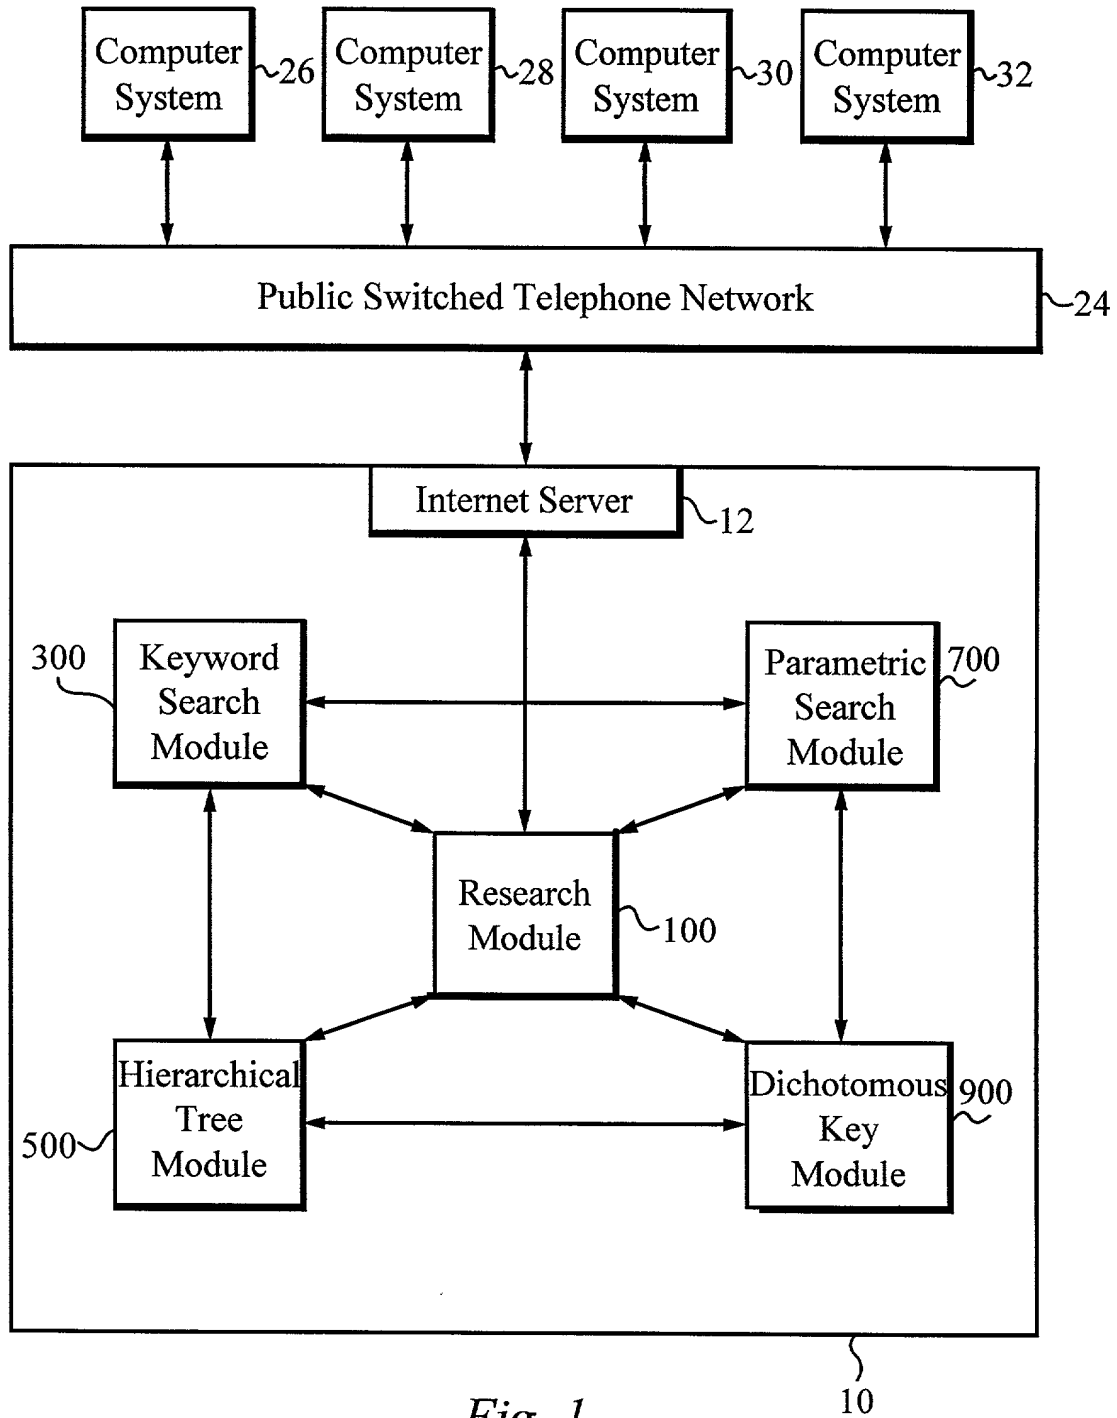 Computer
System
26
Computer
System
28
Computer
System
30
Computer
System
32
Public Switched Telephone Network
24
Internet Server
12
300
Keyword
Search
Module
Parametric
Search
Module
700
Research
Module
100
Hierarchical
Tree
Module
500
Dichotomous
Key
Module
900
10
Fig. 1